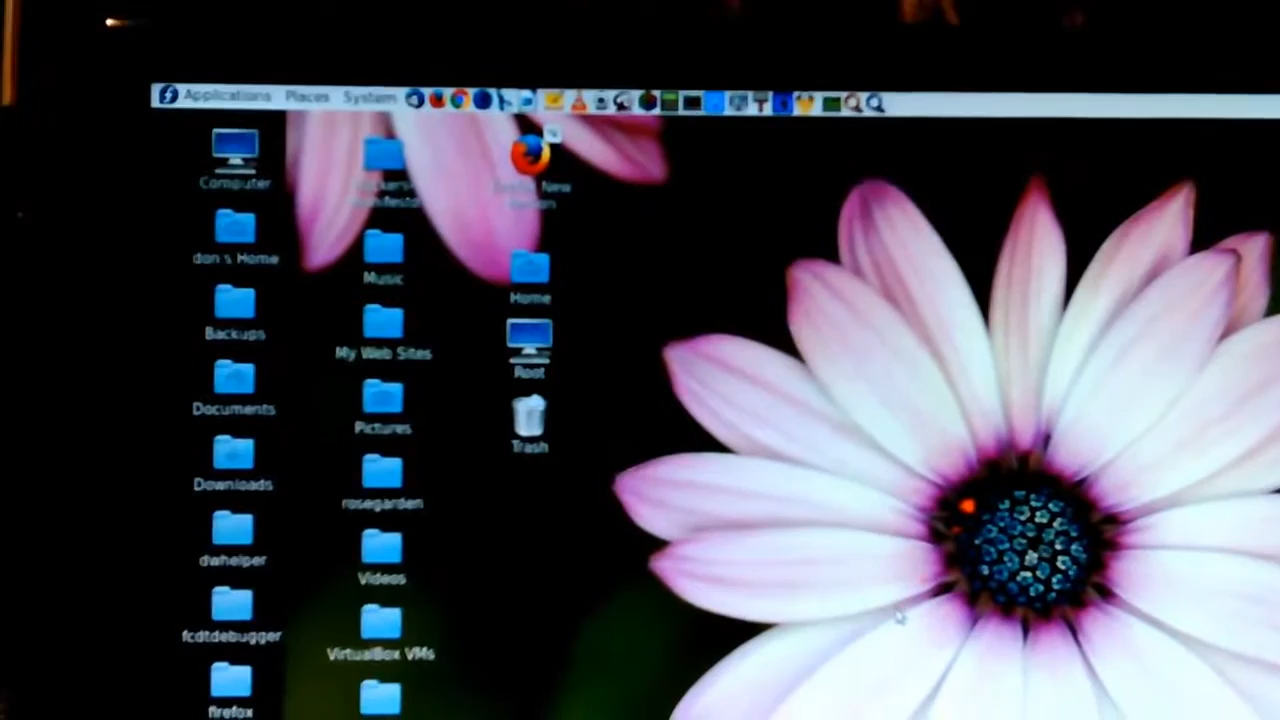 Applications Places System
Computer
don's Home
Backups
Documents
Downloads
dwhelper
fcdtdebugger
firefox
Music
My Web Sites
Pictures
rosegarden
Videos
VirtualBox VMs
New
Home
Root
Trash